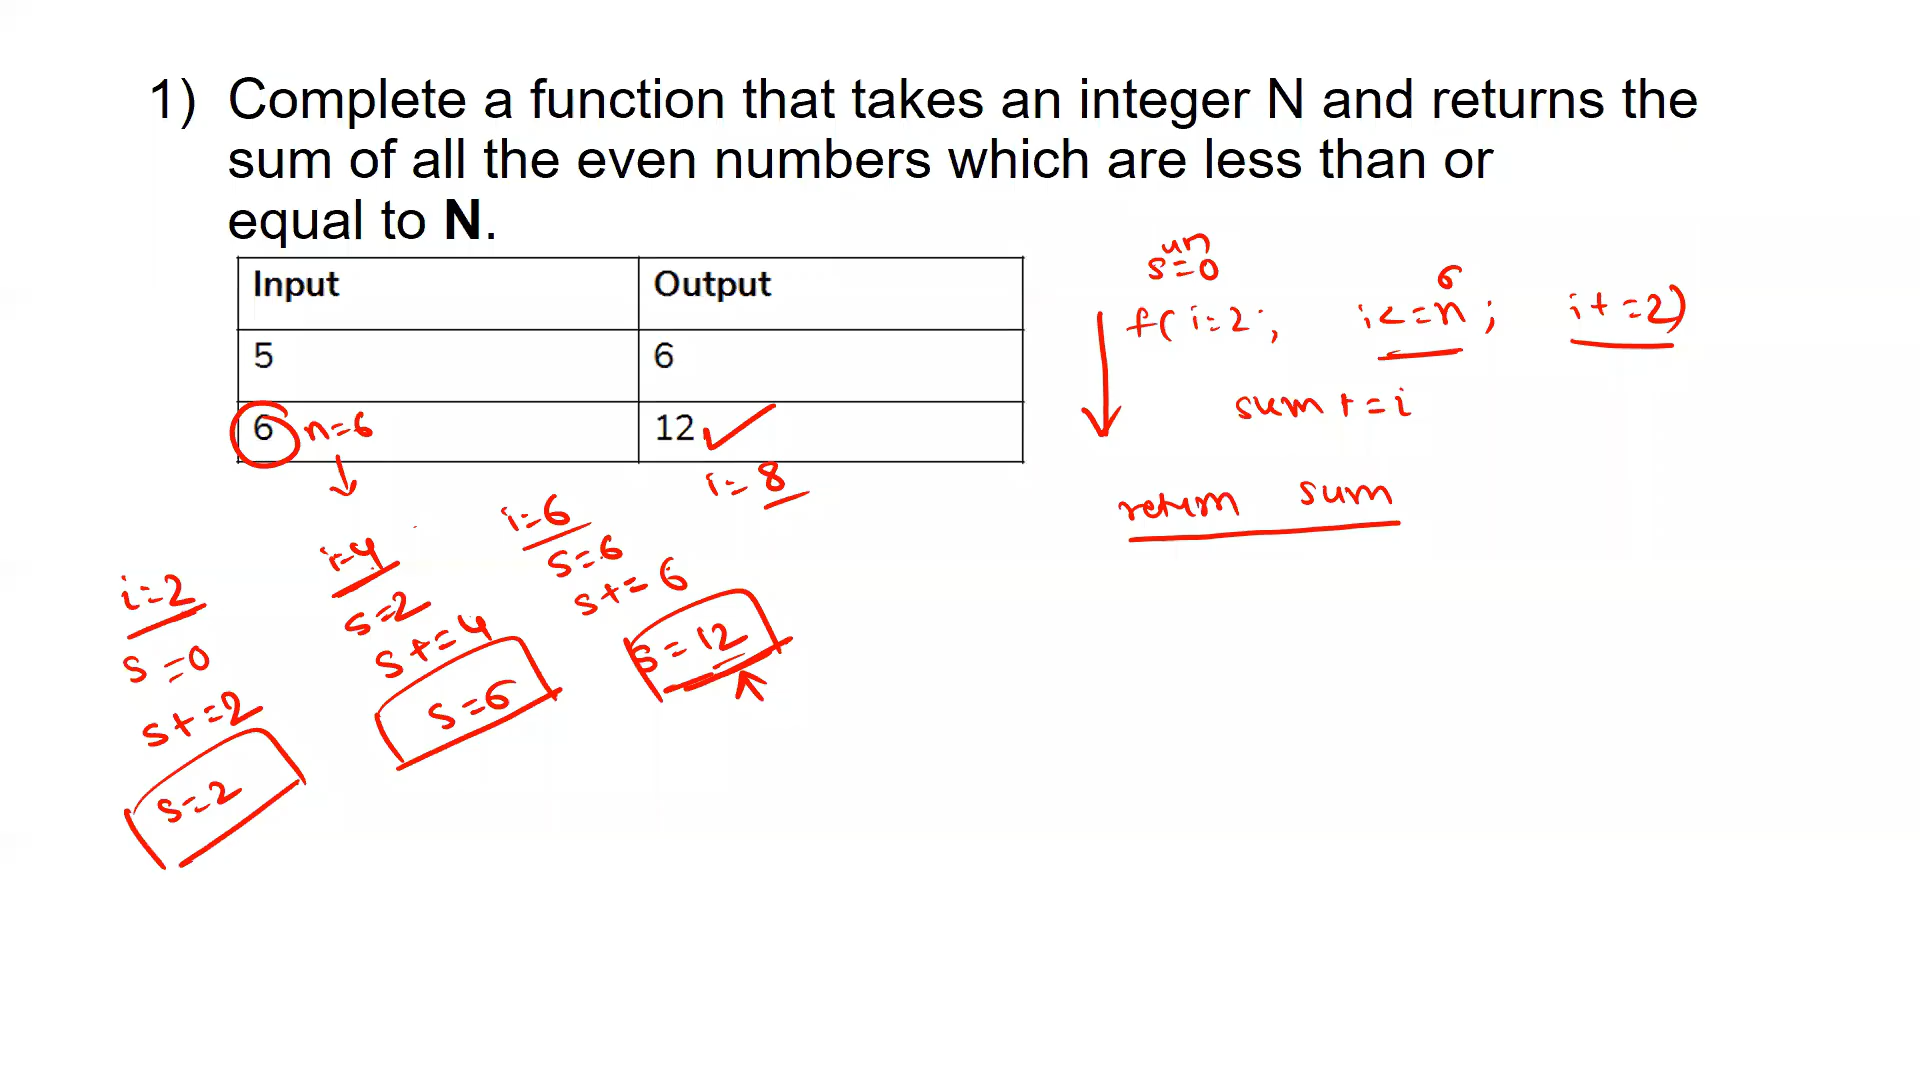 1) Complete a function that takes an integer N and returns the
sum of all the even numbers which are less than or
equal to N.
Input Output
5 6
6 n=6 12
um
s=0
6
f( i=2; i<=n; i+=2)
sum+=i
return sum
i=2
s=0
s+=2
s=2
i=4
s=2
s+=4
s=6
i=6
s=6
s+=6
s=12
i=8